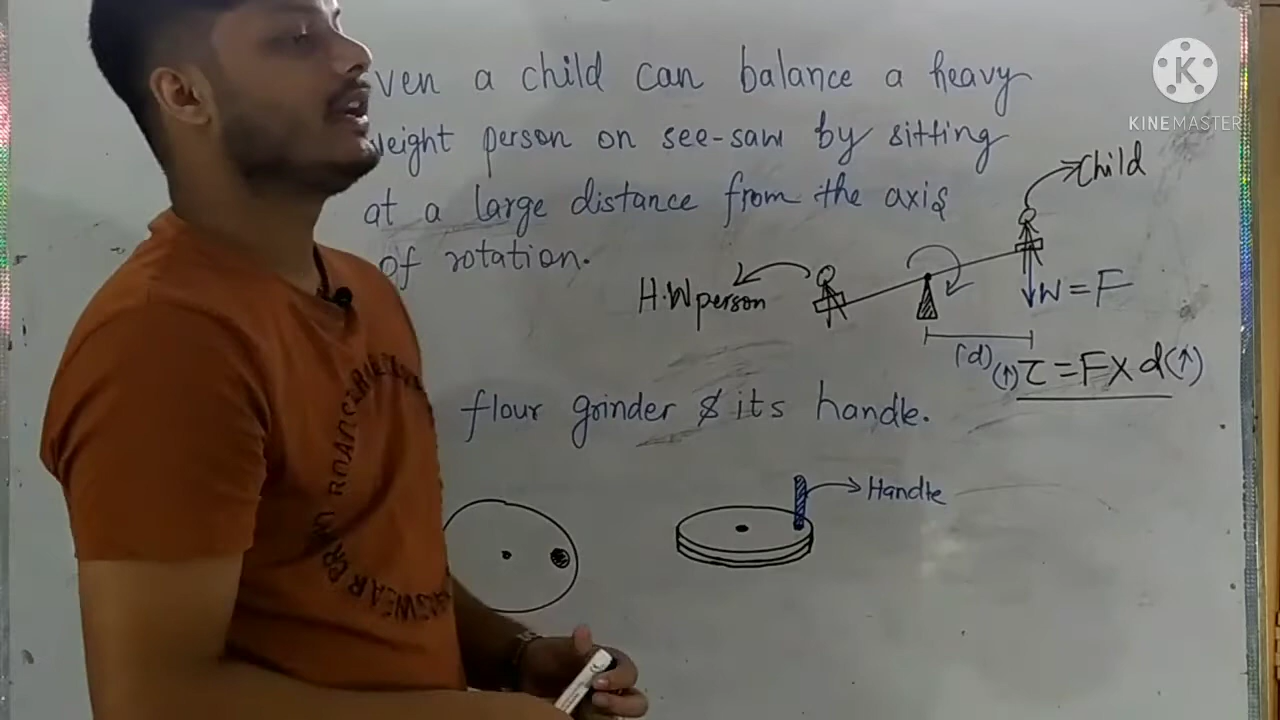 ven a child can balance a heavy
weight person on see-saw by sitting
at a large distance from the axis
of rotation.
Child
H.W person
W = F
(d)
(↑) τ = F × d(↑)
flour grinder & its handle.
Handle
KINEMASTER